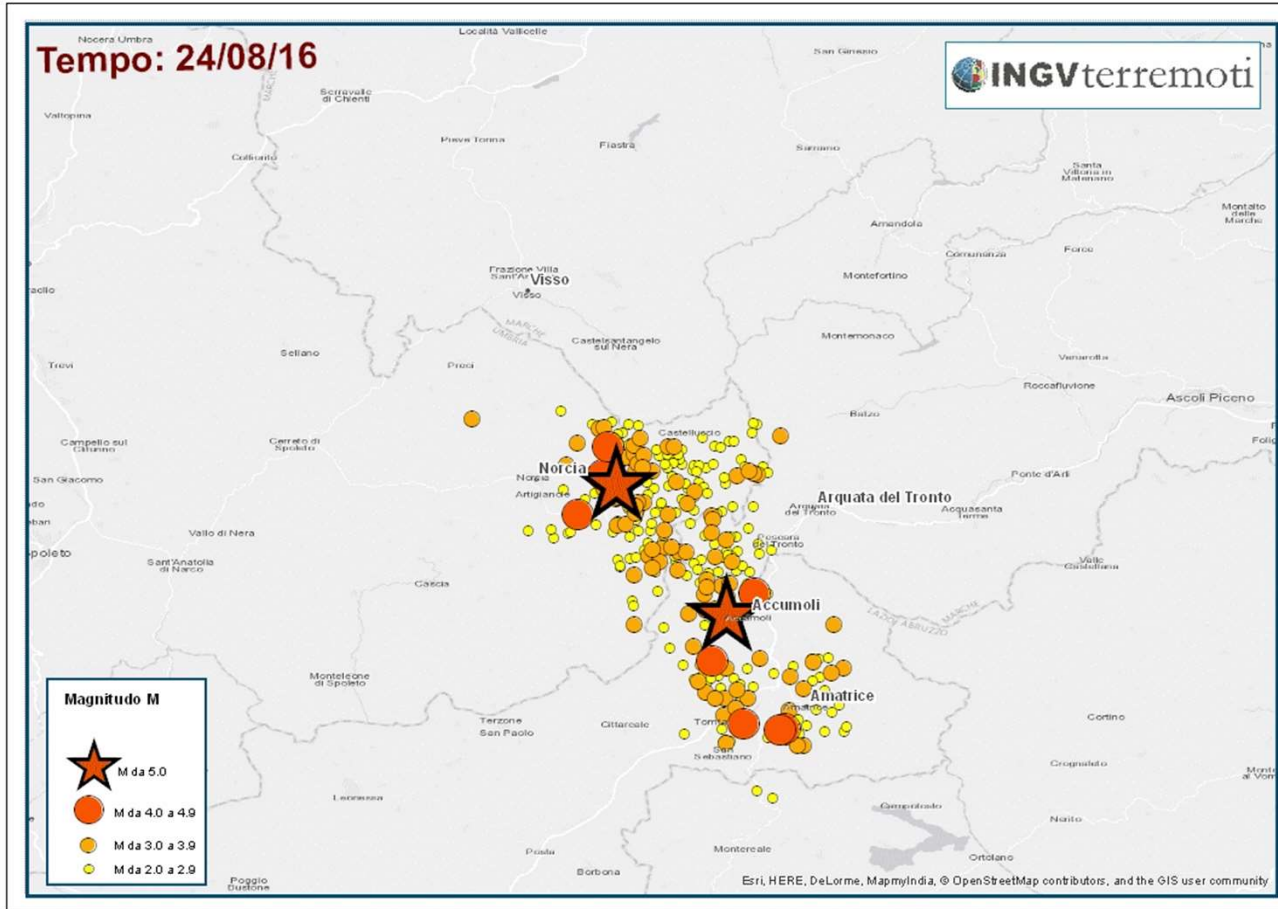 Nocera Umbra
Località Vallicelle
Tempo: 24/08/16
San Ginesio
INGVterremoti
Serravalle
di Chienti
MARCHE
Valtopina
Pieve Torina
Fiastra
Sarnano
Colfiorito
Santa
Vittoria in
Matenano
Montalto
delle
Marche
Amandola
Force
Comunanza
Frazione Villa
Visso
Visso
Montefortino
MARCHE
UMBRIA
Castelsantangelo
sul Nera
Montemonaco
Sellano
Trevi
Preci
Venarotta
Roccafluvione
Ascoli Piceno
Balzo
Castelluccio
Campello sul
Clitunno
Cerreto di
Spoleto
Norcia
Norcia
San Giacomo
Ponte d'Arli
Arquata del Tronto
Arquata
del Tronto
Acquasanta
Terme
Vallo di Nera
Pescara
del Tronto
spoleto
Sant'Anatolia
di Narco
Valle
Castellana
Cascia
Accumoli
LAZIO ABRUZZO
MARCHE
Monteleone
di Spoleto
Magnitudo M
Amatrice
Amatrice
Terzone
San Paolo
Cittareale
Cortino
San
Sebastiano
M da 5.0
Crognaleto
Leonessa
M da 4.0 a 4.9
Campotosto
Nerito
M da 3.0 a 3.9
Posta
Montereale
Ortolano
M da 2.0 a 2.9
Borbona
Poggio
Bustone
Esri, HERE, DeLorme, MapmyIndia, © OpenStreetMap contributors, and the GIS user community